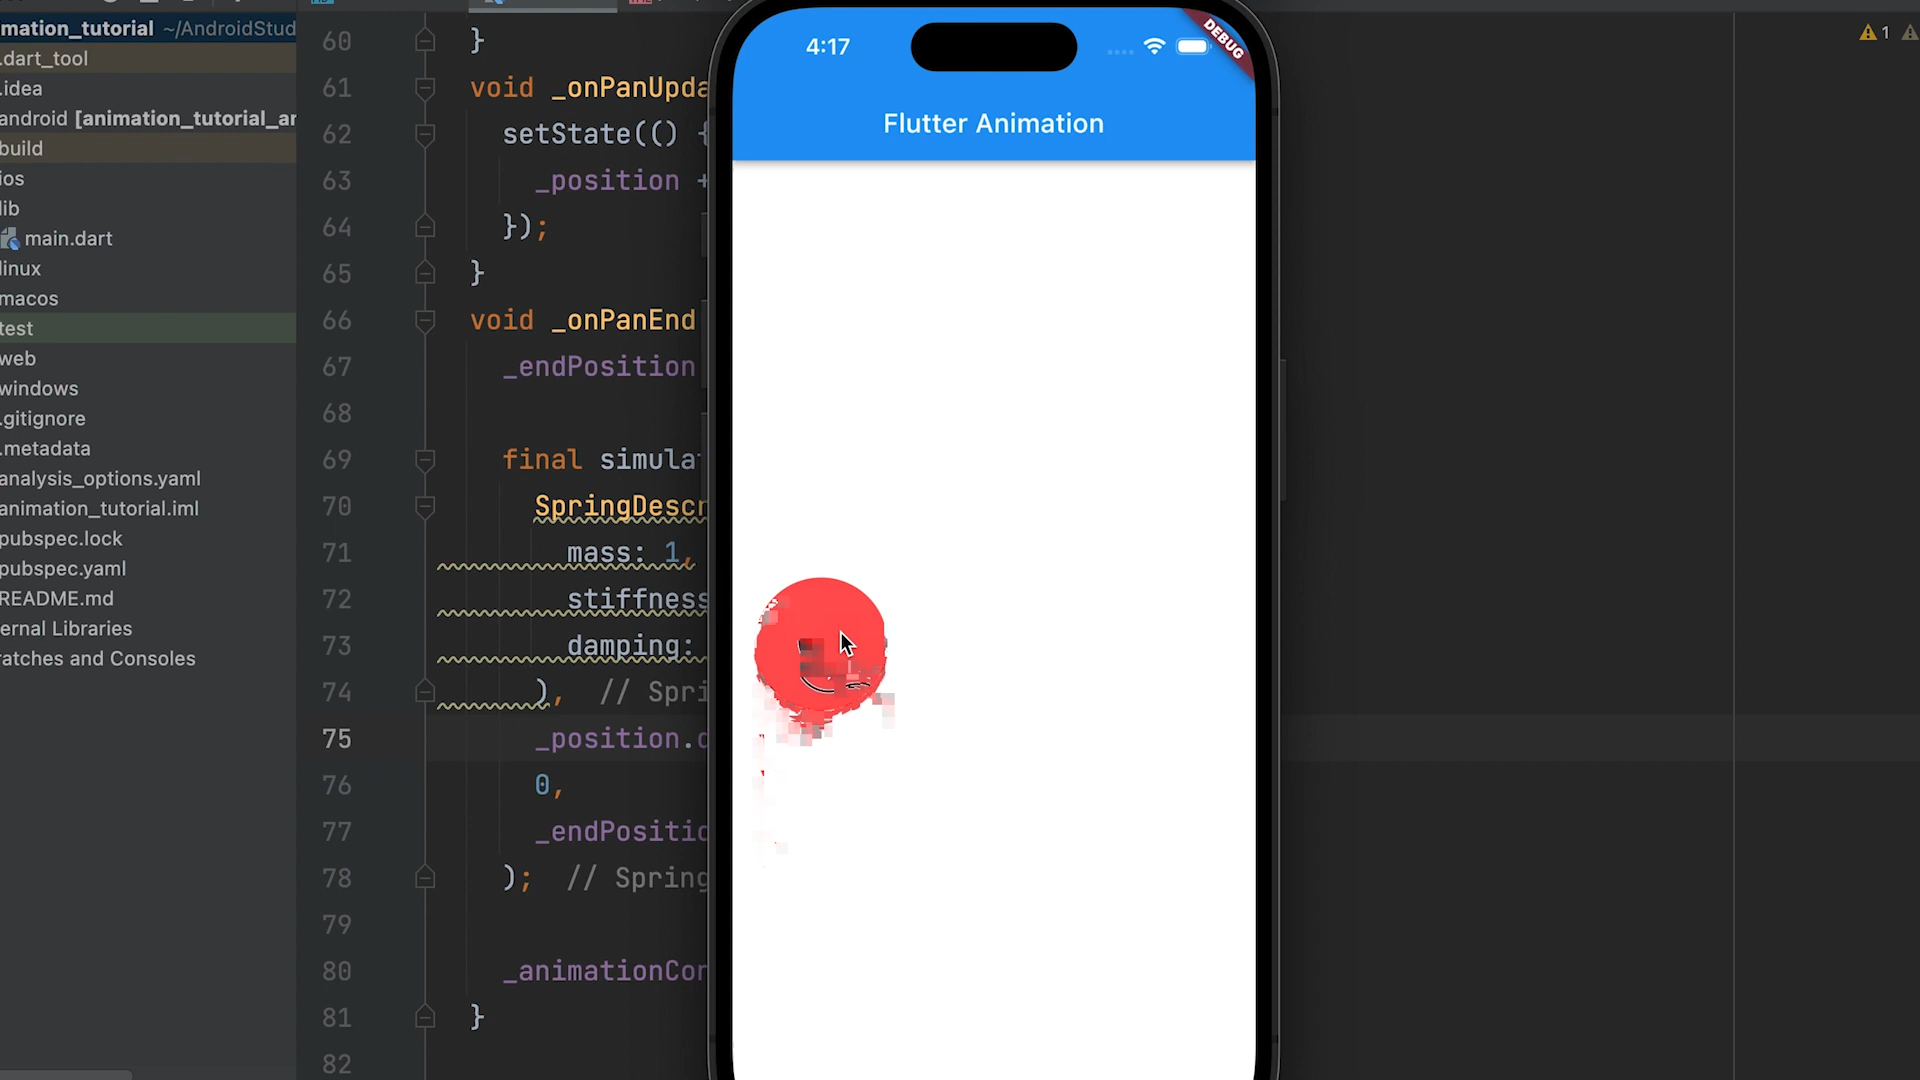 mation_tutorial ~/AndroidStud
.dart_tool
.idea
android [animation_tutorial_an
build
ios
lib
main.dart
linux
macos
test
web
windows
.gitignore
.metadata
analysis_options.yaml
animation_tutorial.iml
pubspec.lock
pubspec.yaml
README.md
ernal Libraries
ratches and Consoles
60 }
61 void _onPanUpda
62 setState(() {
63 _position +
64 });
65 }
66 void _onPanEnd
67 _endPosition
68
69 final simula
70 SpringDescr
71 mass: 1,
72 stiffness
73 damping:
74 ), // Spri
75 _position.d
76 0,
77 _endPositio
78 ); // Spring
79
80 _animationCon
81 }
82
4:17
DEBUG
Flutter Animation
1